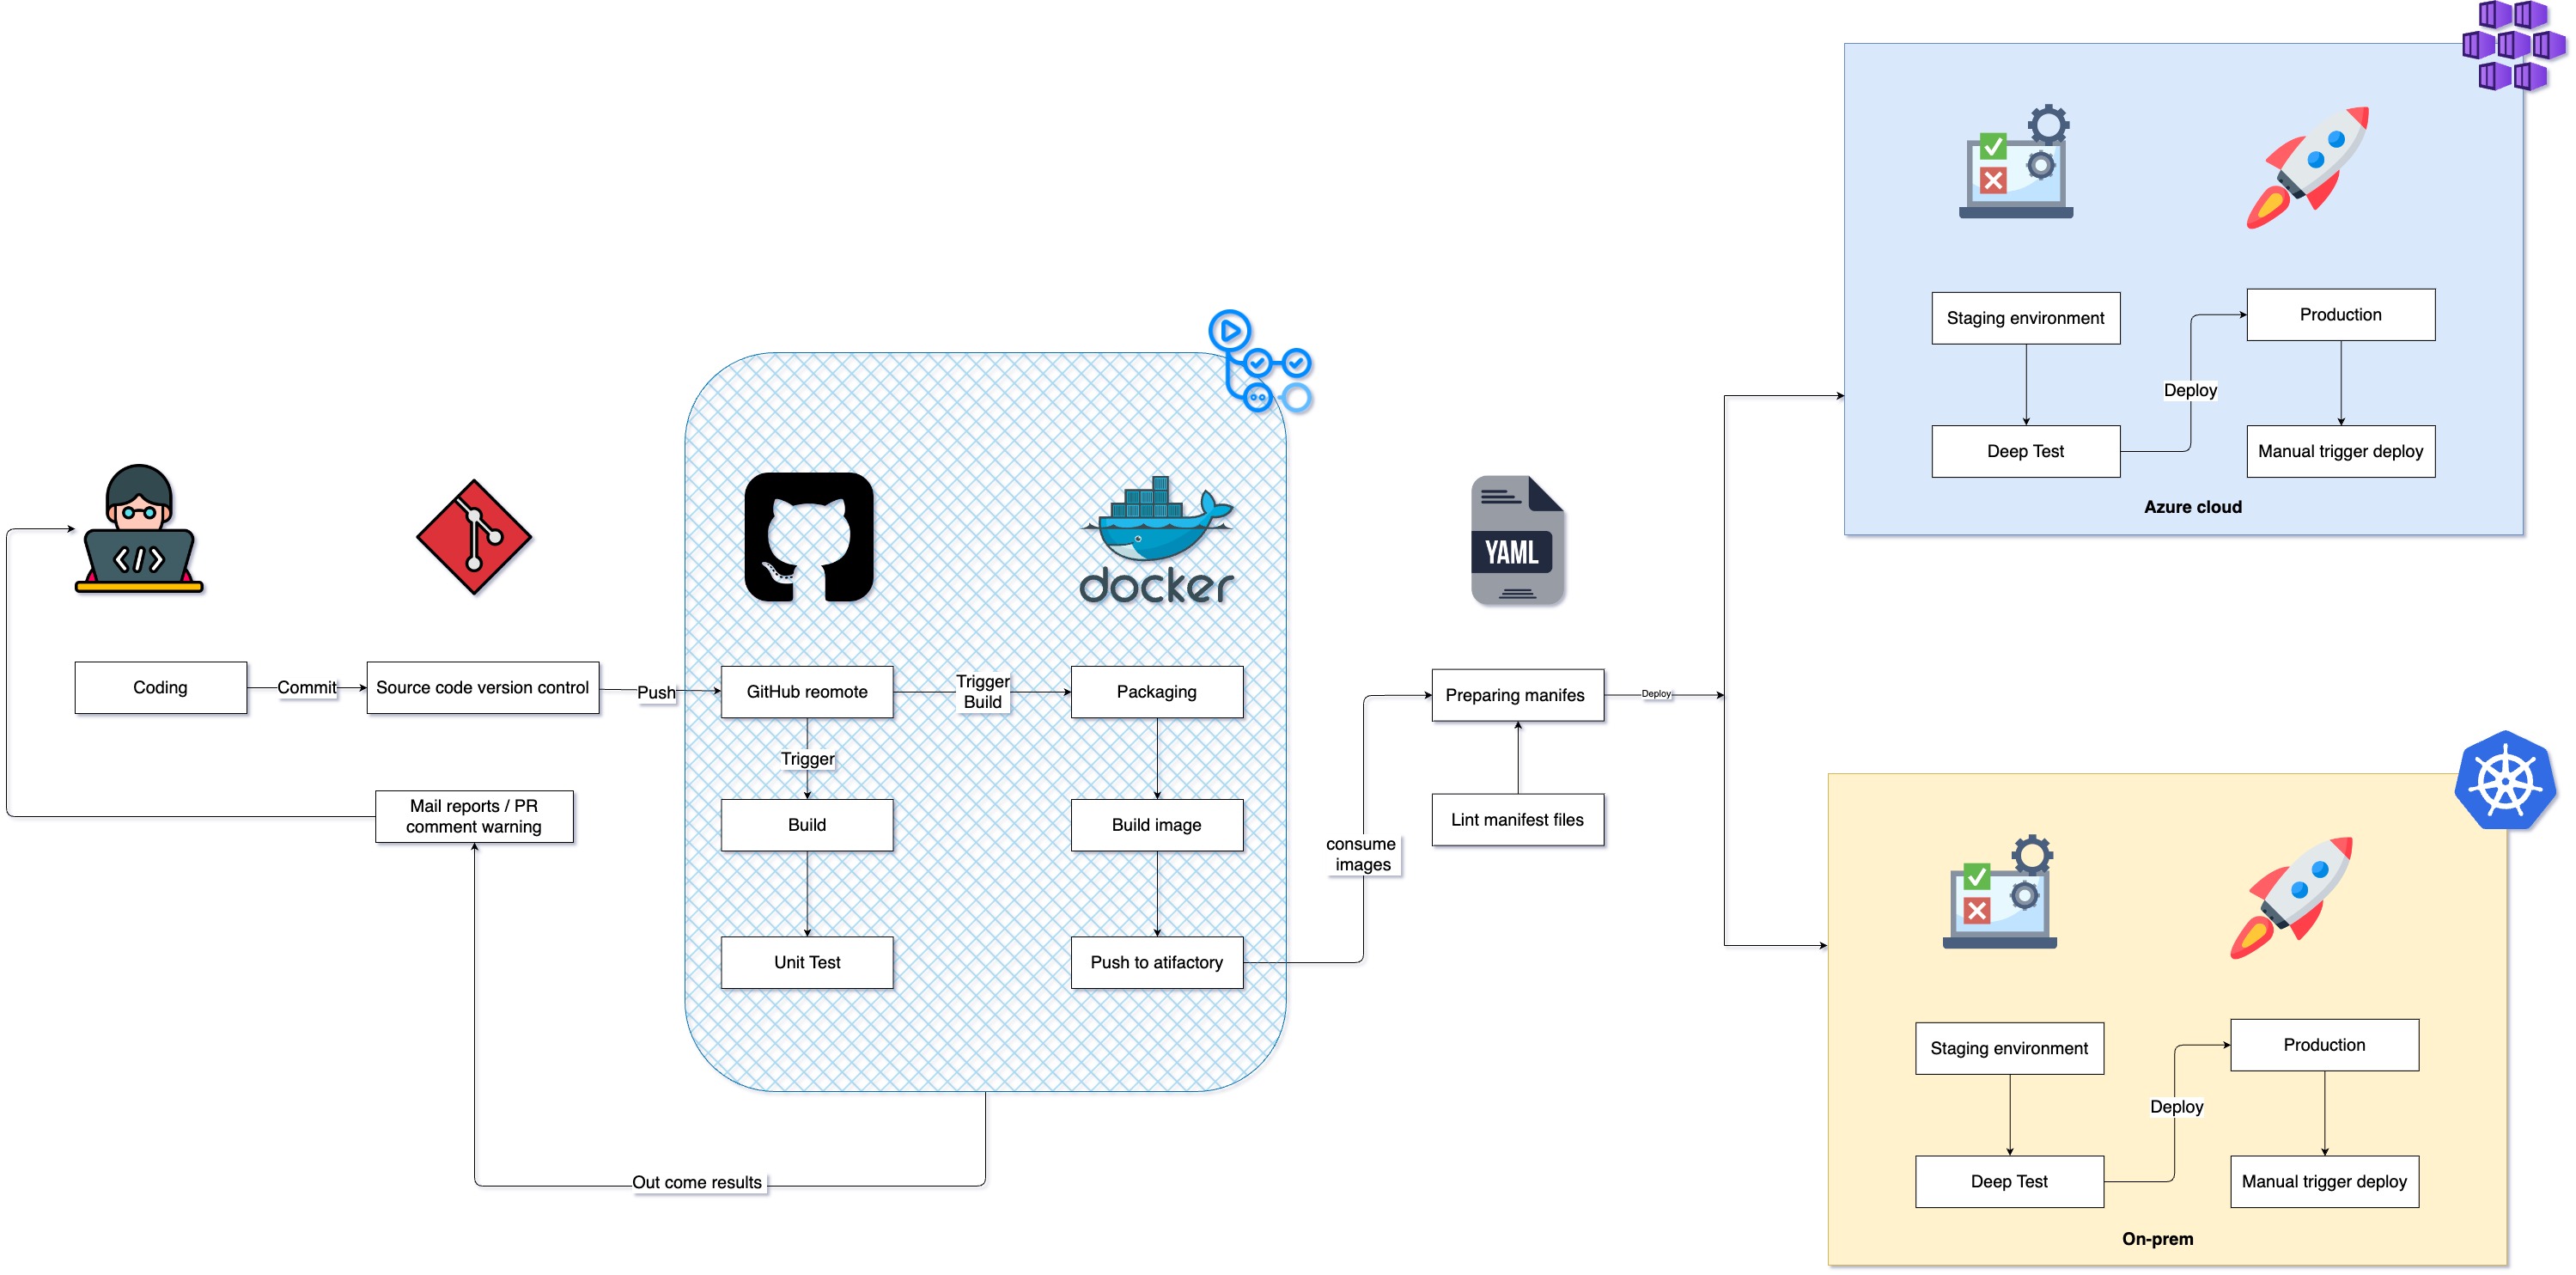 Coding
Commit
Source code version control
Push
Mail reports / PR
comment warning
Out come results
docker
GitHub reomote
Trigger
Build
Packaging
Trigger
Build
Build image
Unit Test
Push to atifactory
consume
images
YAML
Preparing manifes
Lint manifest files
Deploy
Staging environment
Deep Test
Deploy
Production
Manual trigger deploy
Azure cloud
Staging environment
Deep Test
Deploy
Production
Manual trigger deploy
On-prem